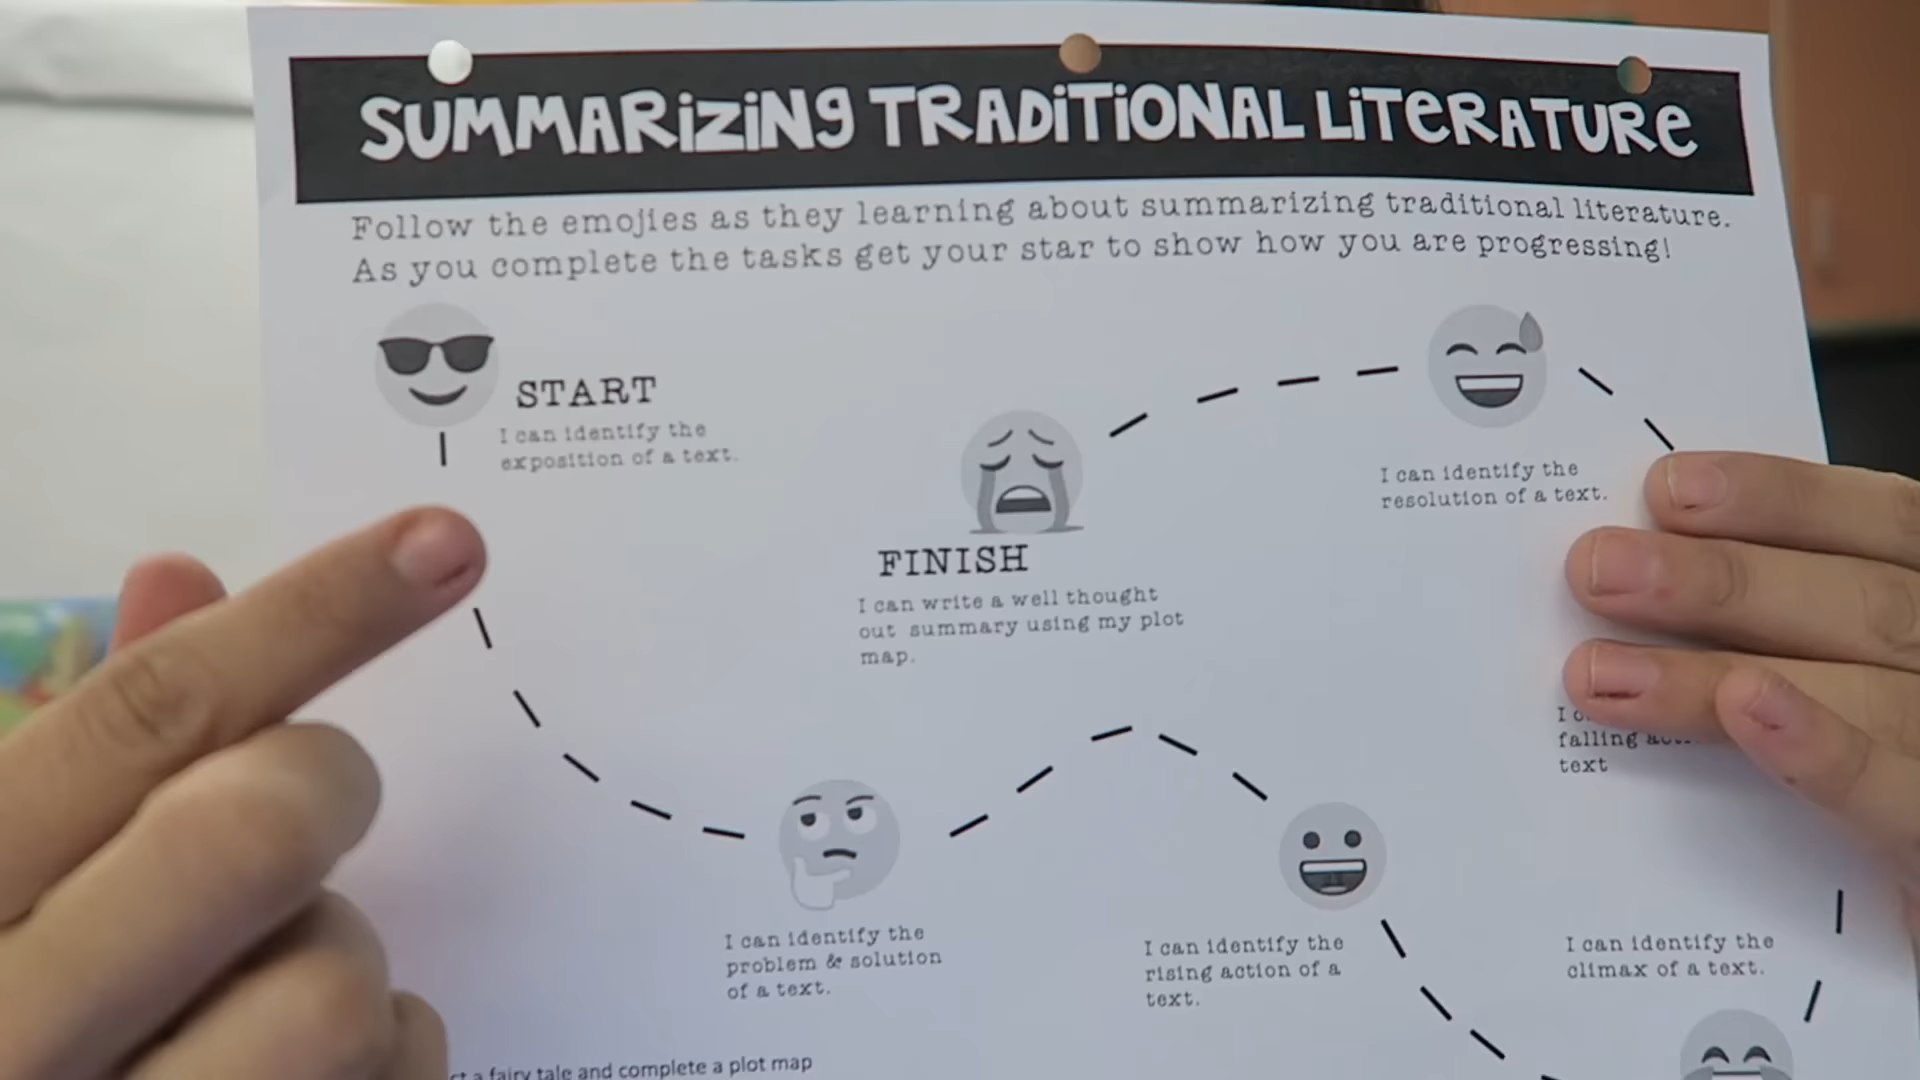 SUMMARiZiNG TRADiTiONAL LiTeRATURe
Follow the emojies as they learning about summarizing traditional literature.
As you complete the tasks get your star to show how you are progressing!
START
I can identify the
exposition of a text.
FINISH
I can write a well thought
out summary using my plot
map.
I can identify the
resolution of a text.
I
falling
text
I can identify the
problem & solution
of a text.
I can identify the
rising action of a
text.
I can identify the
climax of a text.
a fairy tale and complete a plot map